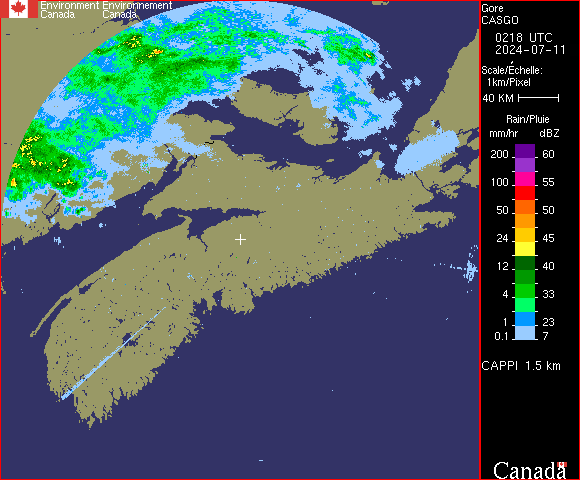 Environment Environnement
Canada Canada
Gore
CASGO
0218 UTC
2024-07-11
Scale/Échelle:
1km/Pixel
40 KM
Rain/Pluie
mm/hr dBZ
200 60
100 55
50 50
24 45
12 40
4 33
1 23
0.1 7
CAPPI 1.5 km
Canada